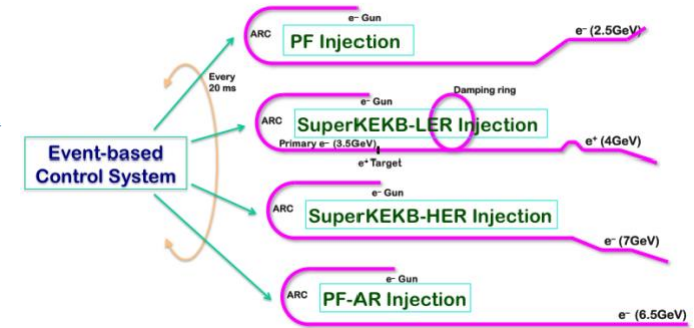 e⁻ Gun
ARC
PF Injection
e⁻ (2.5GeV)
Every
20 ms
Damping ring
e⁻ Gun
ARC
SuperKEKB-LER Injection
Primary e⁻ (3.5GeV)
e⁺ (4GeV)
e⁺ Target
Event-based
Control System
e⁻ Gun
ARC
SuperKEKB-HER Injection
e⁻ (7GeV)
e⁻ Gun
ARC
PF-AR Injection
e⁻ (6.5GeV)